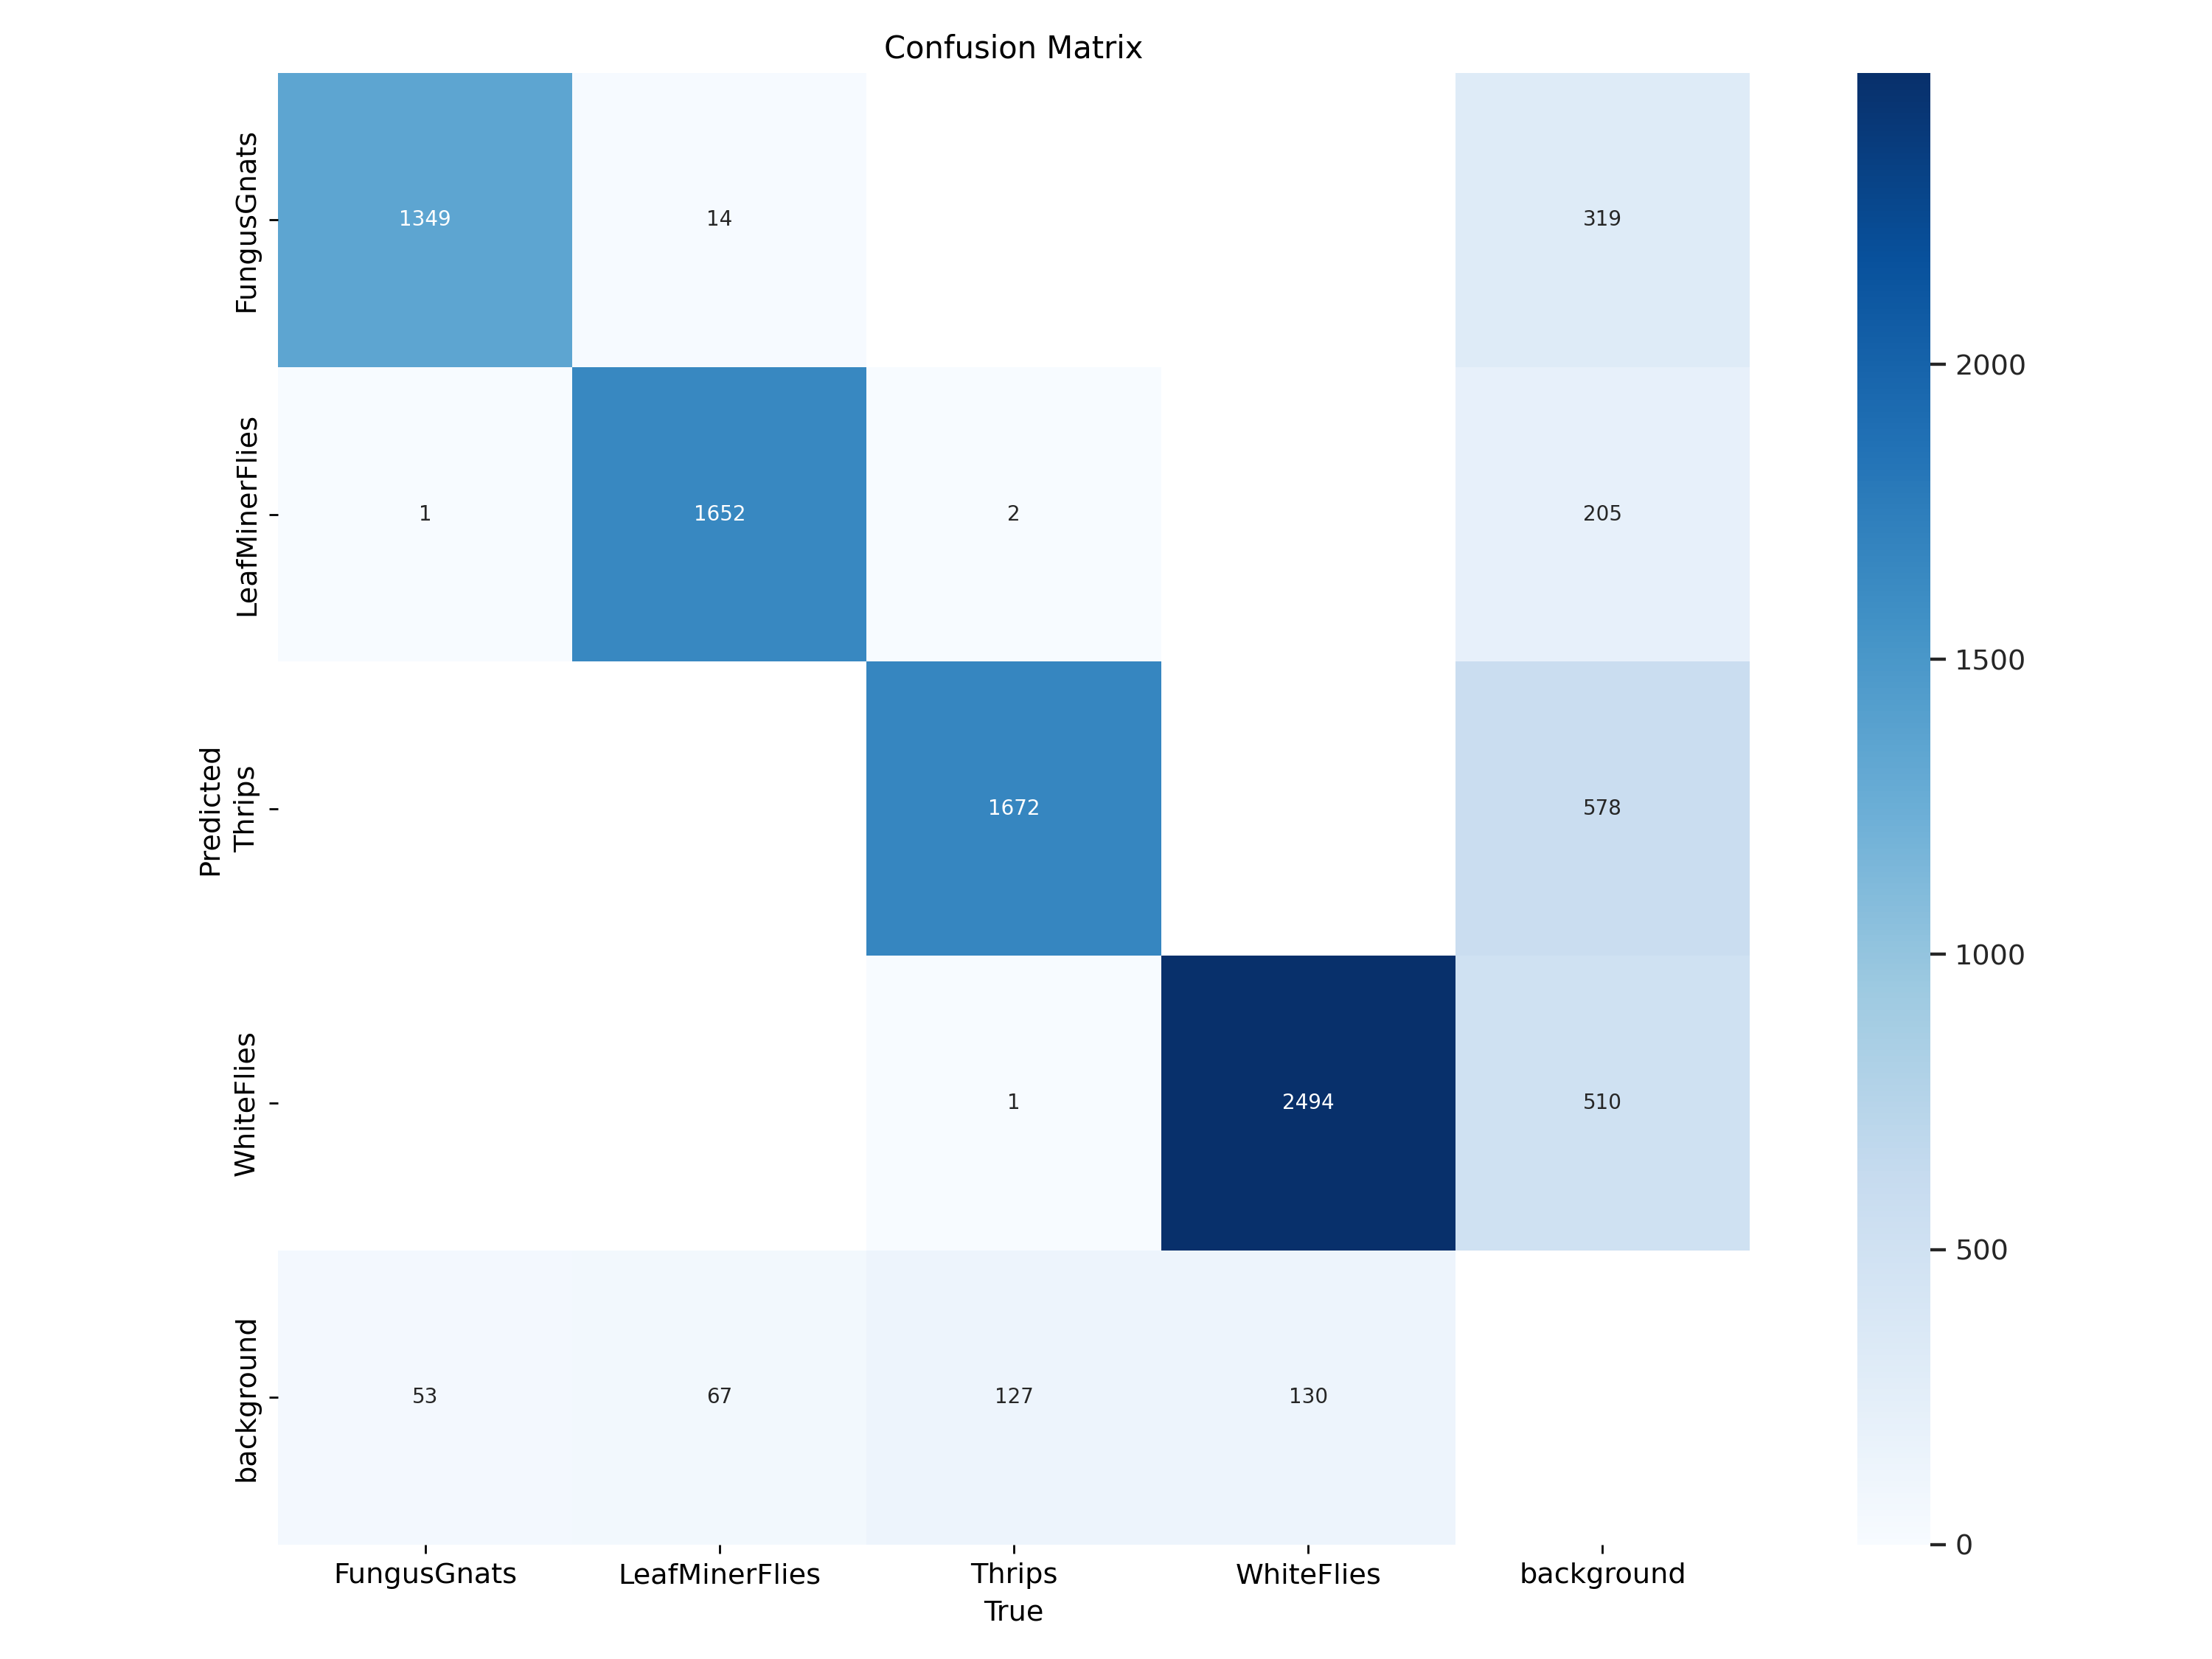 Confusion Matrix
FungusGnats
1349 14 319
LeafMinerFlies
1 1652 2 205
Predicted
Thrips
1672 578
WhiteFlies
1 2494 510
background
53 67 127 130
FungusGnats LeafMinerFlies Thrips WhiteFlies background
True
2000
1500
1000
500
0